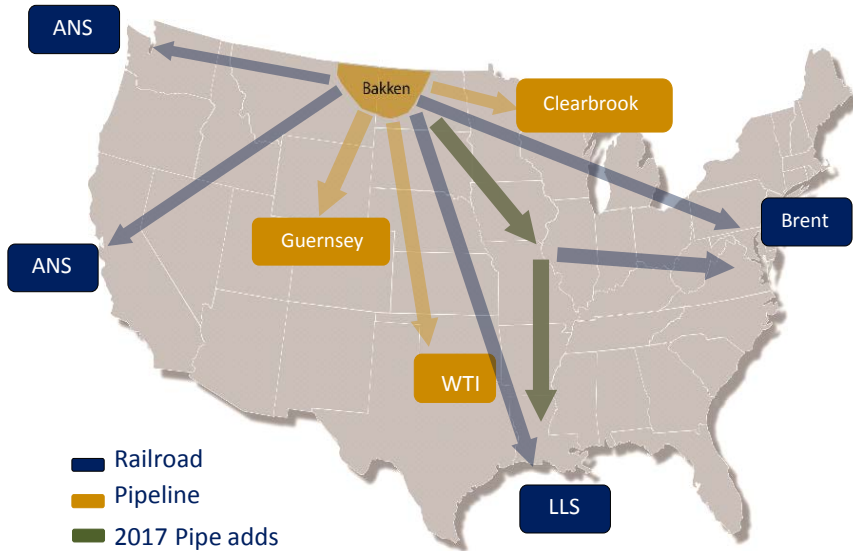 ANS
Bakken
Clearbrook
Brent
Guernsey
ANS
WTI
LLS
Railroad
Pipeline
2017 Pipe adds